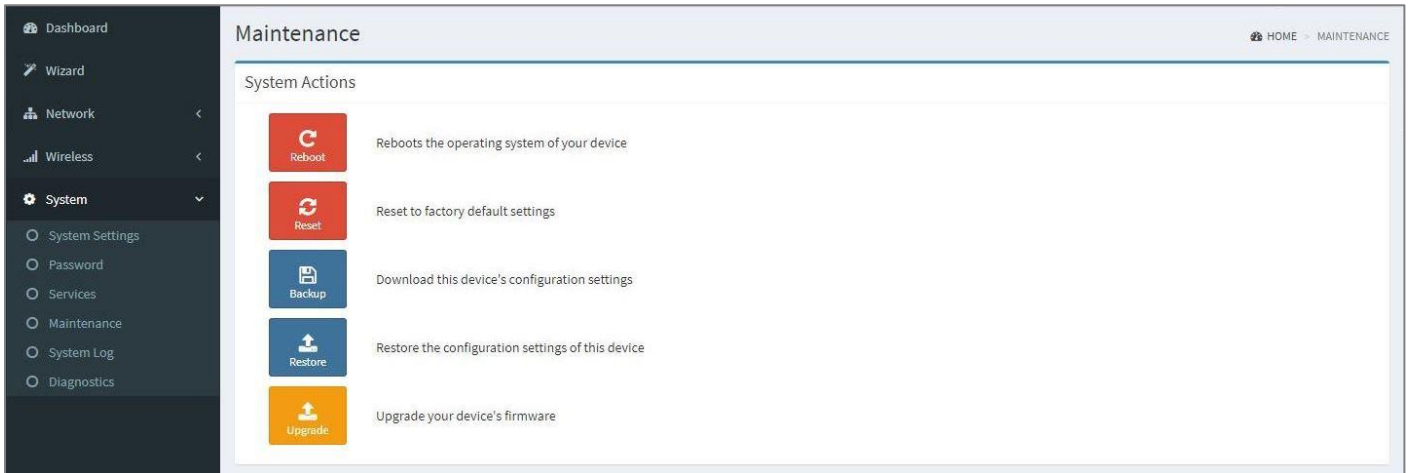 Dashboard
Wizard
Network
Wireless
System
System Settings
Password
Services
Maintenance
System Log
Diagnostics
Maintenance
HOME > MAINTENANCE
System Actions
Reboot
Reboots the operating system of your device
Reset
Reset to factory default settings
Backup
Download this device's configuration settings
Restore
Restore the configuration settings of this device
Upgrade
Upgrade your device's firmware